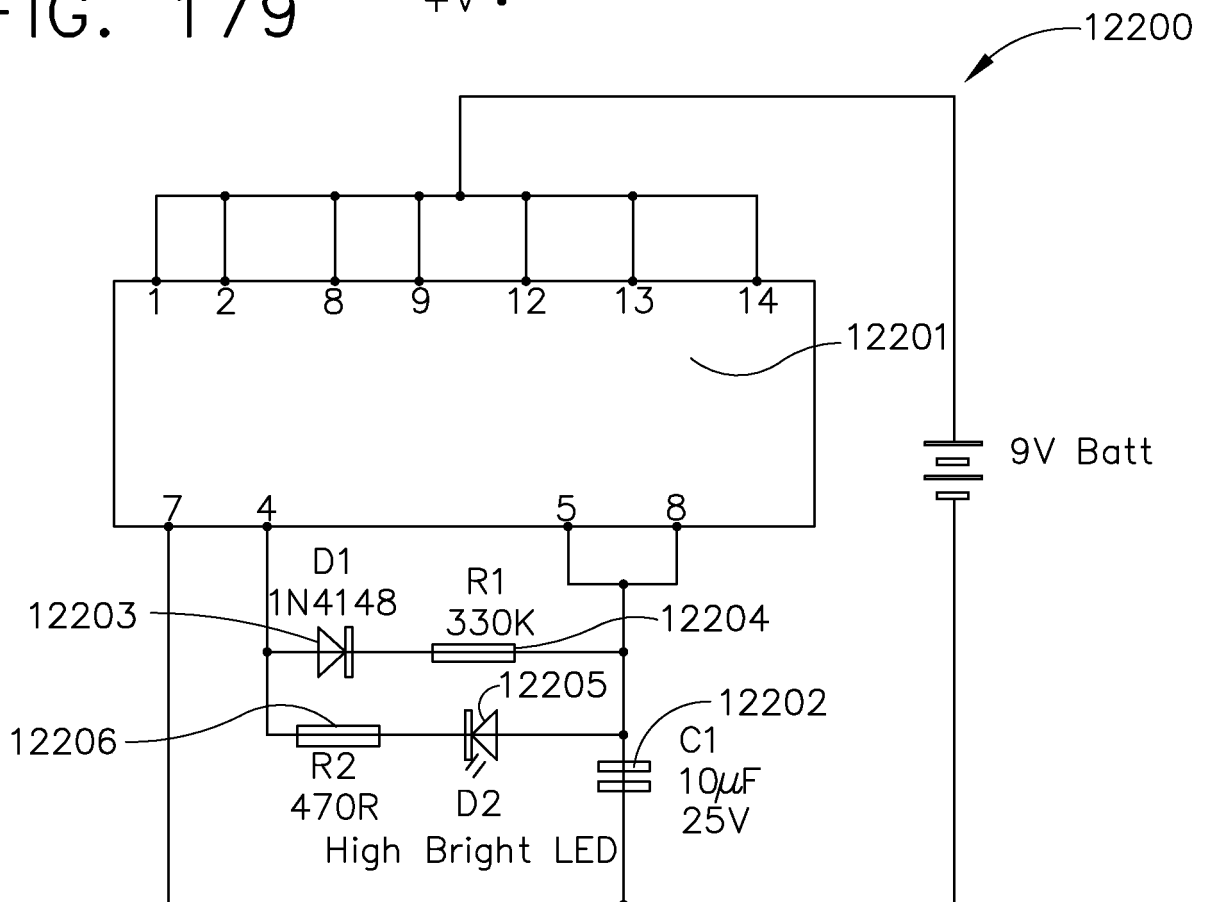 FIG. 179
+V
12200
1 2 8 9 12 13 14
12201
9V Batt
7 4 5 8
D1
1N4148
R1
330K
12203
12204
12205
12202
12206
R2
470R
D2
High Bright LED
C1
10µF
25V